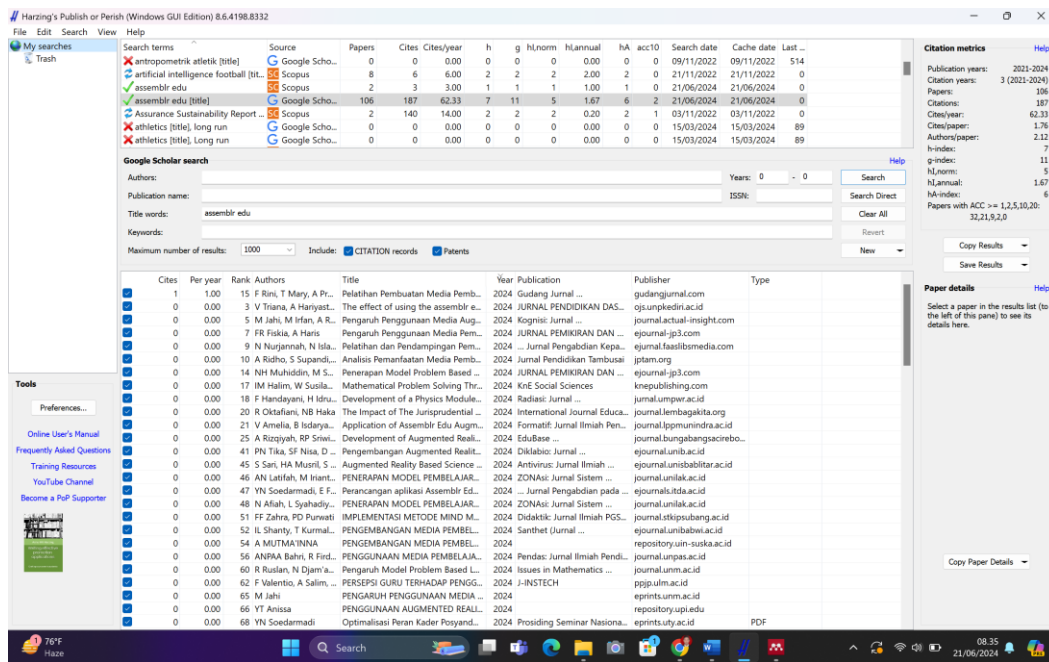 Harzing's Publish or Perish (Windows GUI Edition) 8.6.4198.8332
File Edit Search View Help
My searches
Trash
Search terms Source Papers Cites Cites/year h g hI,norm hI,annual hA acc10 Search date Cache date Last ...
antropometrik atletik [title] Google Scho... 0 0 0.00 0 0 0 0.00 0 0 09/11/2022 09/11/2022 514
artificial intelligence football [tit... Scopus 8 6 6.00 2 2 2 2.00 2 0 21/11/2022 21/11/2022 0
assemblr edu Scopus 2 3 3.00 1 1 1 1.00 1 0 21/06/2024 21/06/2024 0
assemblr edu [title] Google Scho... 106 187 62.33 7 11 5 1.67 6 2 21/06/2024 21/06/2024 0
Assurance Sustainability Report ... Scopus 2 140 14.00 2 2 2 0.20 2 1 03/11/2022 03/11/2022 0
athletics [title], long run Google Scho... 0 0 0.00 0 0 0 0.00 0 0 15/03/2024 15/03/2024 89
athletics [title], Long run Google Scho... 0 0 0.00 0 0 0 0.00 0 0 15/03/2024 15/03/2024 89
Google Scholar search Help
Authors: Years: 0 - 0 Search
Publication name: ISSN: Search Direct
Title words: assemblr edu Clear All
Keywords: Revert
Maximum number of results: 1000 Include: CITATION records Patents New
Cites Per year Rank Authors Title Year Publication Publisher Type
1 1.00 15 F Rini, T Mary, A Pr... Pelatihan Pembuatan Media Pemb... 2024 Gudang Jurnal ... gudangjurnal.com
0 0.00 3 V Triana, A Hariyast... The effect of using the assemblr e... 2024 JURNAL PENDIDIKAN DAS... ojs.unpkediri.ac.id
0 0.00 5 M Jahi, M Irfan, A R... Pengaruh Penggunaan Media Aug... 2024 Kognisi: Jurnal ... journal.actual-insight.com
0 0.00 7 FR Fiskia, A Haris Pengaruh Penggunaan Media Pem... 2024 JURNAL PEMIKIRAN DAN ... ejournal-jp3.com
0 0.00 9 N Nurjannah, N Isla... Pelatihan dan Pendampingan Pem... 2024 ... Jurnal Pengabdian Kepa... ejurnal.faaslibsmedia.com
0 0.00 10 A Ridho, S Supandi,... Analisis Pemanfaatan Media Pemb... 2024 Jurnal Pendidikan Tambusai jptam.org
0 0.00 14 NH Muhiddin, M S... Penerapan Model Problem Based ... 2024 JURNAL PEMIKIRAN DAN ... ejournal-jp3.com
0 0.00 17 IM Halim, W Susila... Mathematical Problem Solving Thr... 2024 KnE Social Sciences knepublishing.com
0 0.00 18 F Handayani, H Idru... Development of a Physics Module... 2024 Radiasi: Jurnal ... jurnal.umpwr.ac.id
0 0.00 20 R Oktafiani, NB Haka The Impact of The Jurisprudential ... 2024 International Journal Educa... journal.lembagakita.org
0 0.00 21 V Amelia, B Isdarya... Application of Assemblr Edu Augm... 2024 Formatif: Jurnal Ilmiah Pen... journal.lppmunindra.ac.id
0 0.00 25 A Rizqiyah, RP Sriwi... Development of Augmented Reali... 2024 EduBase ... journal.bungabangsacirebo...
0 0.00 41 PN Tika, SF Nisa, D ... Pengembangan Augmented Realit... 2024 Diklabio: Jurnal ... ejournal.unib.ac.id
0 0.00 45 S Sari, HA Musril, S ... Augmented Reality Based Science ... 2024 Antivirus: Jurnal Ilmiah ... ejournal.unisbablitar.ac.id
0 0.00 46 AN Latifah, M Iriant... PENERAPAN MODEL PEMBELAJAR... 2024 ZONAsi: Jurnal Sistem ... journal.unilak.ac.id
0 0.00 47 YN Soedarmadi, E F... Perancangan aplikasi Assemblr Ed... 2024 ... Jurnal Pengabdian pada ... ejournals.itda.ac.id
0 0.00 48 N Afiah, L Syahadiy... PENERAPAN MODEL PEMBELAJAR... 2024 ZONAsi: Jurnal Sistem ... journal.unilak.ac.id
0 0.00 51 FF Zahra, PD Purwati IMPLEMENTASI METODE MIND M... 2024 Didaktik: Jurnal Ilmiah PGS... journal.stkipsubang.ac.id
0 0.00 52 IL Shanty, T Kurmal... PENGEMBANGAN MEDIA PEMBEL... 2024 Santhet (Jurnal ... ejournal.unibabwi.ac.id
0 0.00 54 A MUTMA'INNA PENGEMBANGAN MEDIA PEMBEL... 2024 repository.uin-suska.ac.id
0 0.00 56 ANPAA Bahri, R Fird... PENGGUNAAN MEDIA PEMBELAJA... 2024 Pendas: Jurnal Ilmiah Pendi... journal.unpas.ac.id
0 0.00 60 R Ruslan, N Djam'a... Pengaruh Model Problem Based L... 2024 Issues in Mathematics ... journal.unm.ac.id
0 0.00 62 F Valentio, A Salim, ... PERSEPSI GURU TERHADAP PENGG... 2024 J-INSTECH ppjp.ulm.ac.id
0 0.00 65 M Jahi PENGARUH PENGGUNAAN MEDIA ... 2024 eprints.unm.ac.id
0 0.00 66 YT Anissa PENGGUNAAN AUGMENTED REALI... 2024 repository.upi.edu
0 0.00 68 YN Soedarmadi Optimalisasi Peran Kader Posyand... 2024 Prosiding Seminar Nasiona... eprints.uty.ac.id PDF
Tools
Preferences...
Online User's Manual
Frequently Asked Questions
Training Resources
YouTube Channel
Become a PoP Supporter
Citation metrics Help
Publication years: 2021-2024
Citation years: 3 (2021-2024)
Papers: 106
Citations: 187
Cites/year: 62.33
Cites/paper: 1.76
Authors/paper: 2.12
h-index: 7
g-index: 11
hI,norm: 5
hI,annual: 1.67
hA-index: 6
Papers with ACC >= 1,2,5,10,20:
32,21,9,2,0
Copy Results
Save Results
Paper details Help
Select a paper in the results list (to
the left of this pane) to see its
details here.
Copy Paper Details
76°F
Haze
Search
08.35
21/06/2024